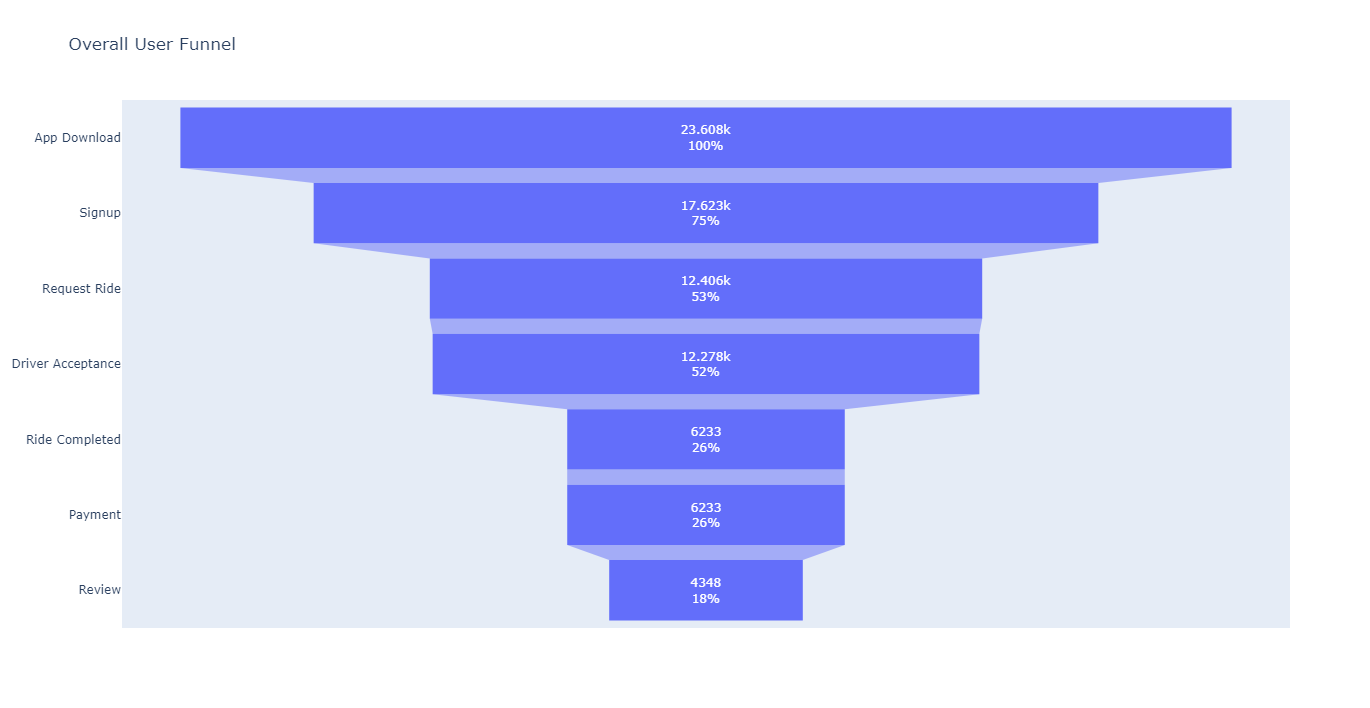 Overall User Funnel
App Download
23.608k
100%
Signup
17.623k
75%
Request Ride
12.406k
53%
Driver Acceptance
12.278k
52%
Ride Completed
6233
26%
Payment
6233
26%
Review
4348
18%